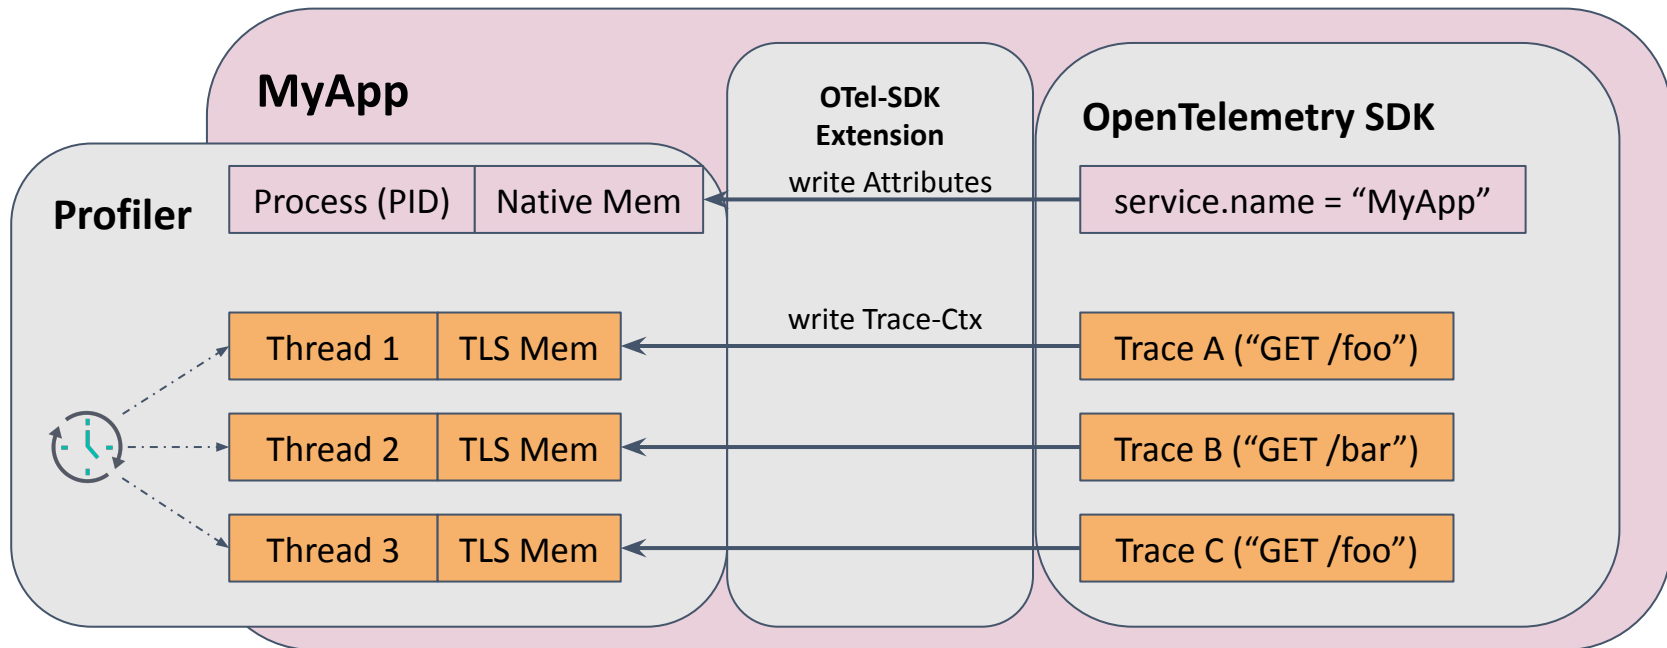 MyApp
OTel-SDK
Extension
OpenTelemetry SDK
Profiler
Process (PID)
Native Mem
write Attributes
service.name = “MyApp”
Thread 1
TLS Mem
write Trace-Ctx
Trace A (“GET /foo”)
Thread 2
TLS Mem
Trace B (“GET /bar”)
Thread 3
TLS Mem
Trace C (“GET /foo”)